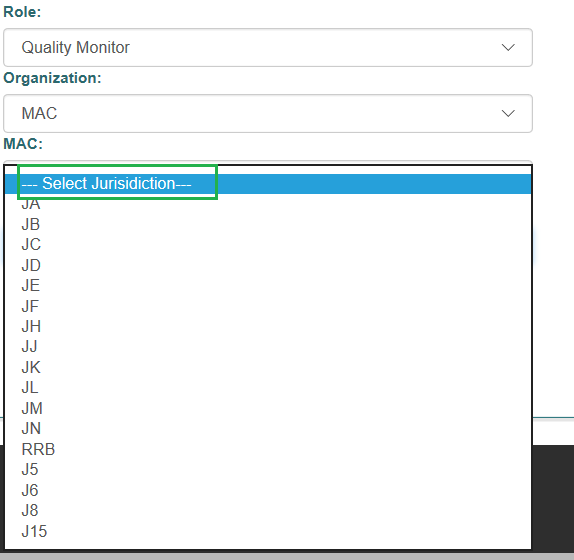 Role:
Quality Monitor
Organization:
MAC
MAC:
--- Select Jurisidiction---
JA
JB
JC
JD
JE
JF
JH
JJ
JK
JL
JM
JN
RRB
J5
J6
J8
J15